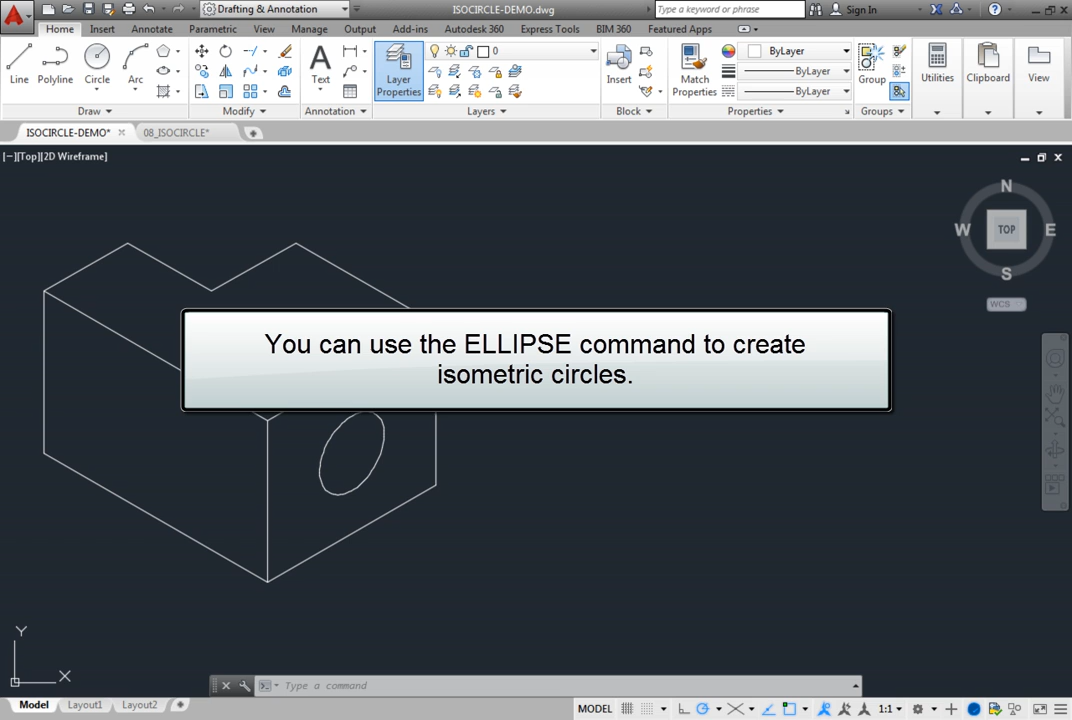 Drafting & Annotation
ISOCIRCLE-DEMO.dwg
Type a keyword or phrase
Sign In
Home Insert Annotate Parametric View Manage Output Add-ins Autodesk 360 Express Tools BIM 360 Featured Apps
Line Polyline Circle Arc
Text
Layer
Properties
0
Insert
Match
Properties
ByLayer
ByLayer
ByLayer
Group
Utilities
Clipboard
View
Draw Modify Annotation Layers Block Properties Groups
ISOCIRCLE-DEMO* 08_ISOCIRCLE*
[−][Top][2D Wireframe]
N
W TOP E
S
WCS
You can use the ELLIPSE command to create
isometric circles.
Y
X
Type a command
Model Layout1 Layout2
MODEL 1:1